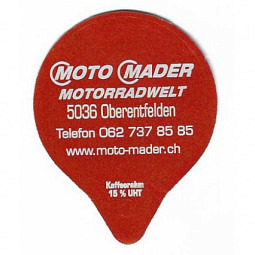 MOTO MADER
MOTORRADWELT
5036 Oberentfelden
Telefon 062 737 85 85
www.moto-mader.ch
Kaffeerahm
15 % UHT